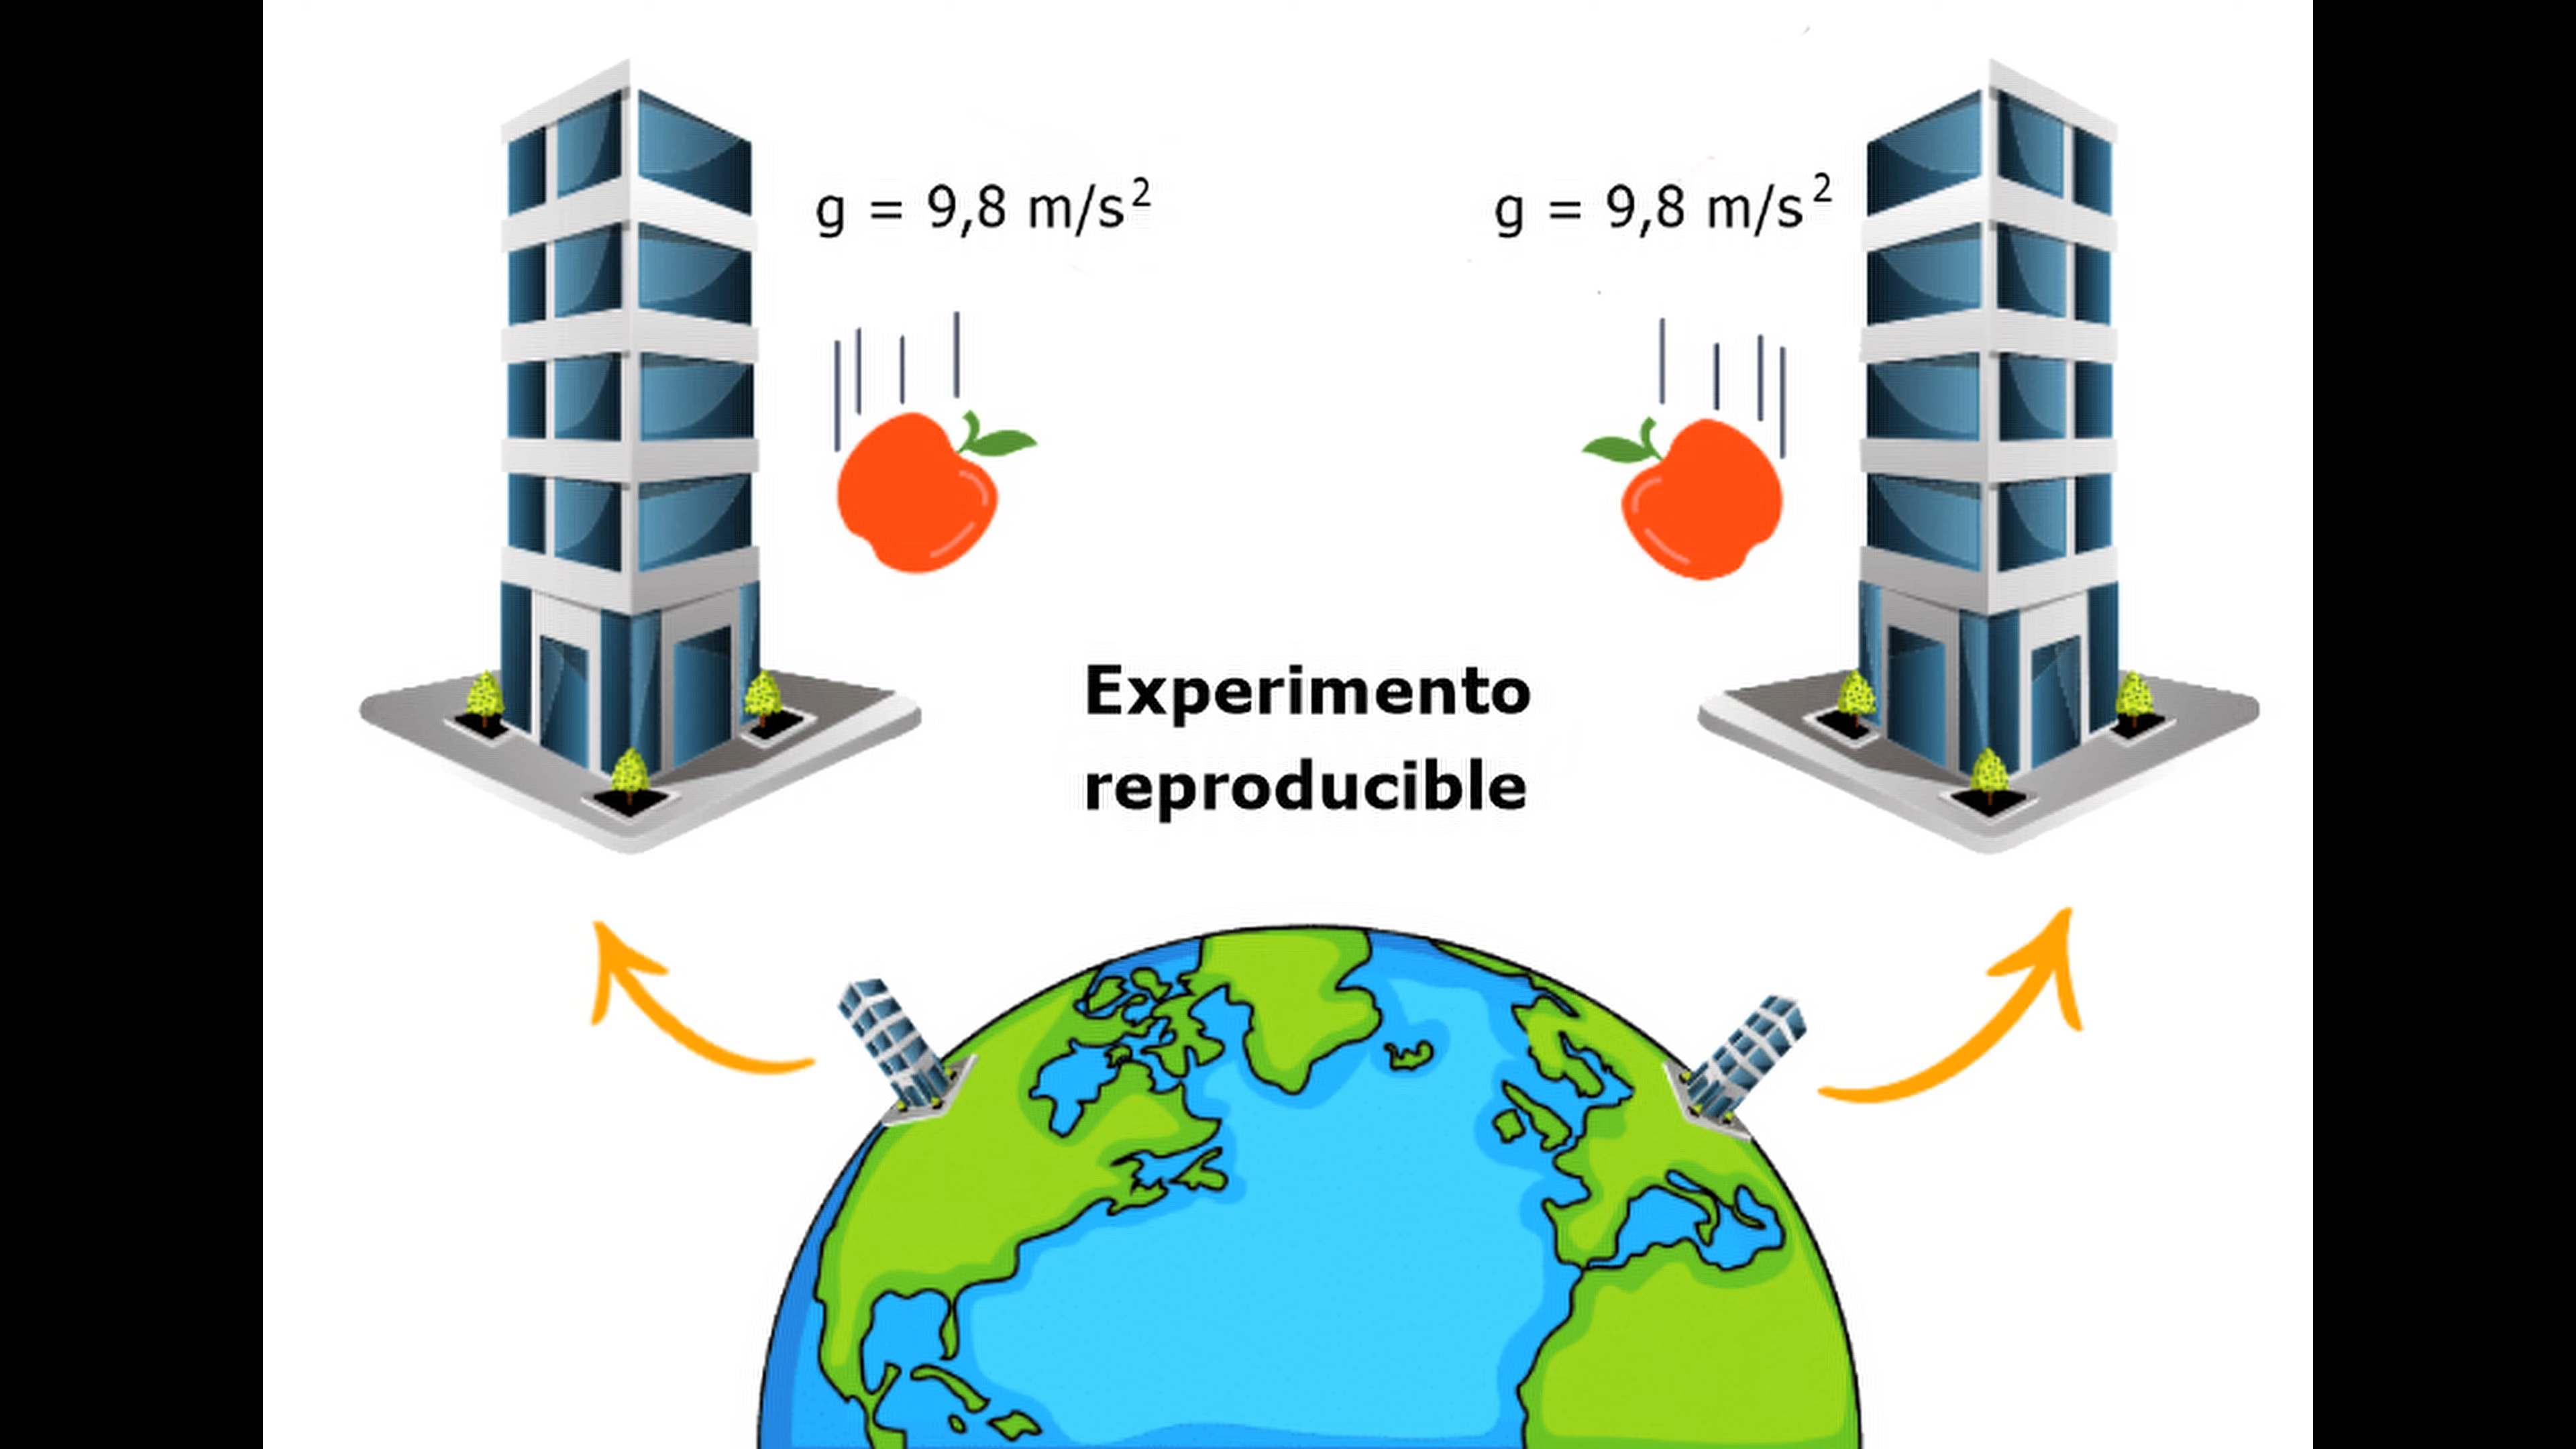 g = 9,8 m/s²
g = 9,8 m/s²
Experimento
reproducible